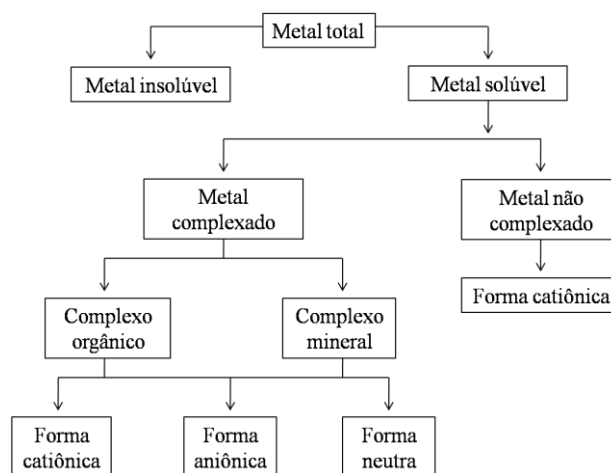 Metal total
Metal insolúvel
Metal solúvel
Metal
complexado
Metal não
complexado
Forma catiônica
Complexo
orgânico
Complexo
mineral
Forma
catiônica
Forma
aniônica
Forma
neutra